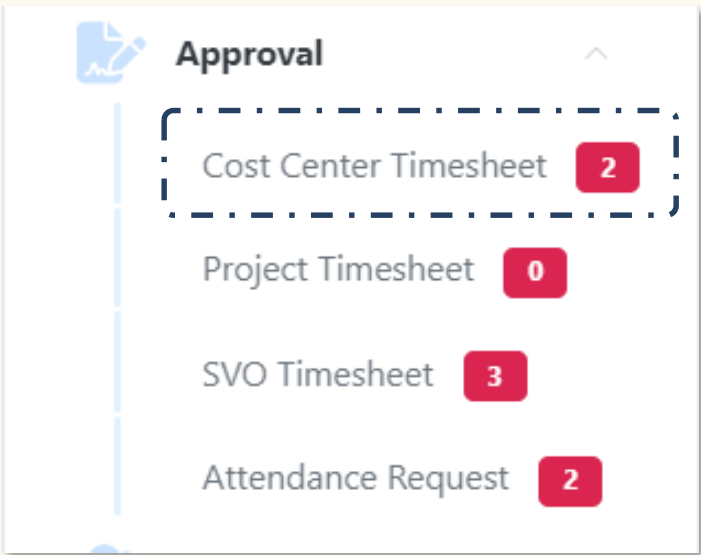 Approval
Cost Center Timesheet 2
Project Timesheet 0
SVO Timesheet 3
Attendance Request 2